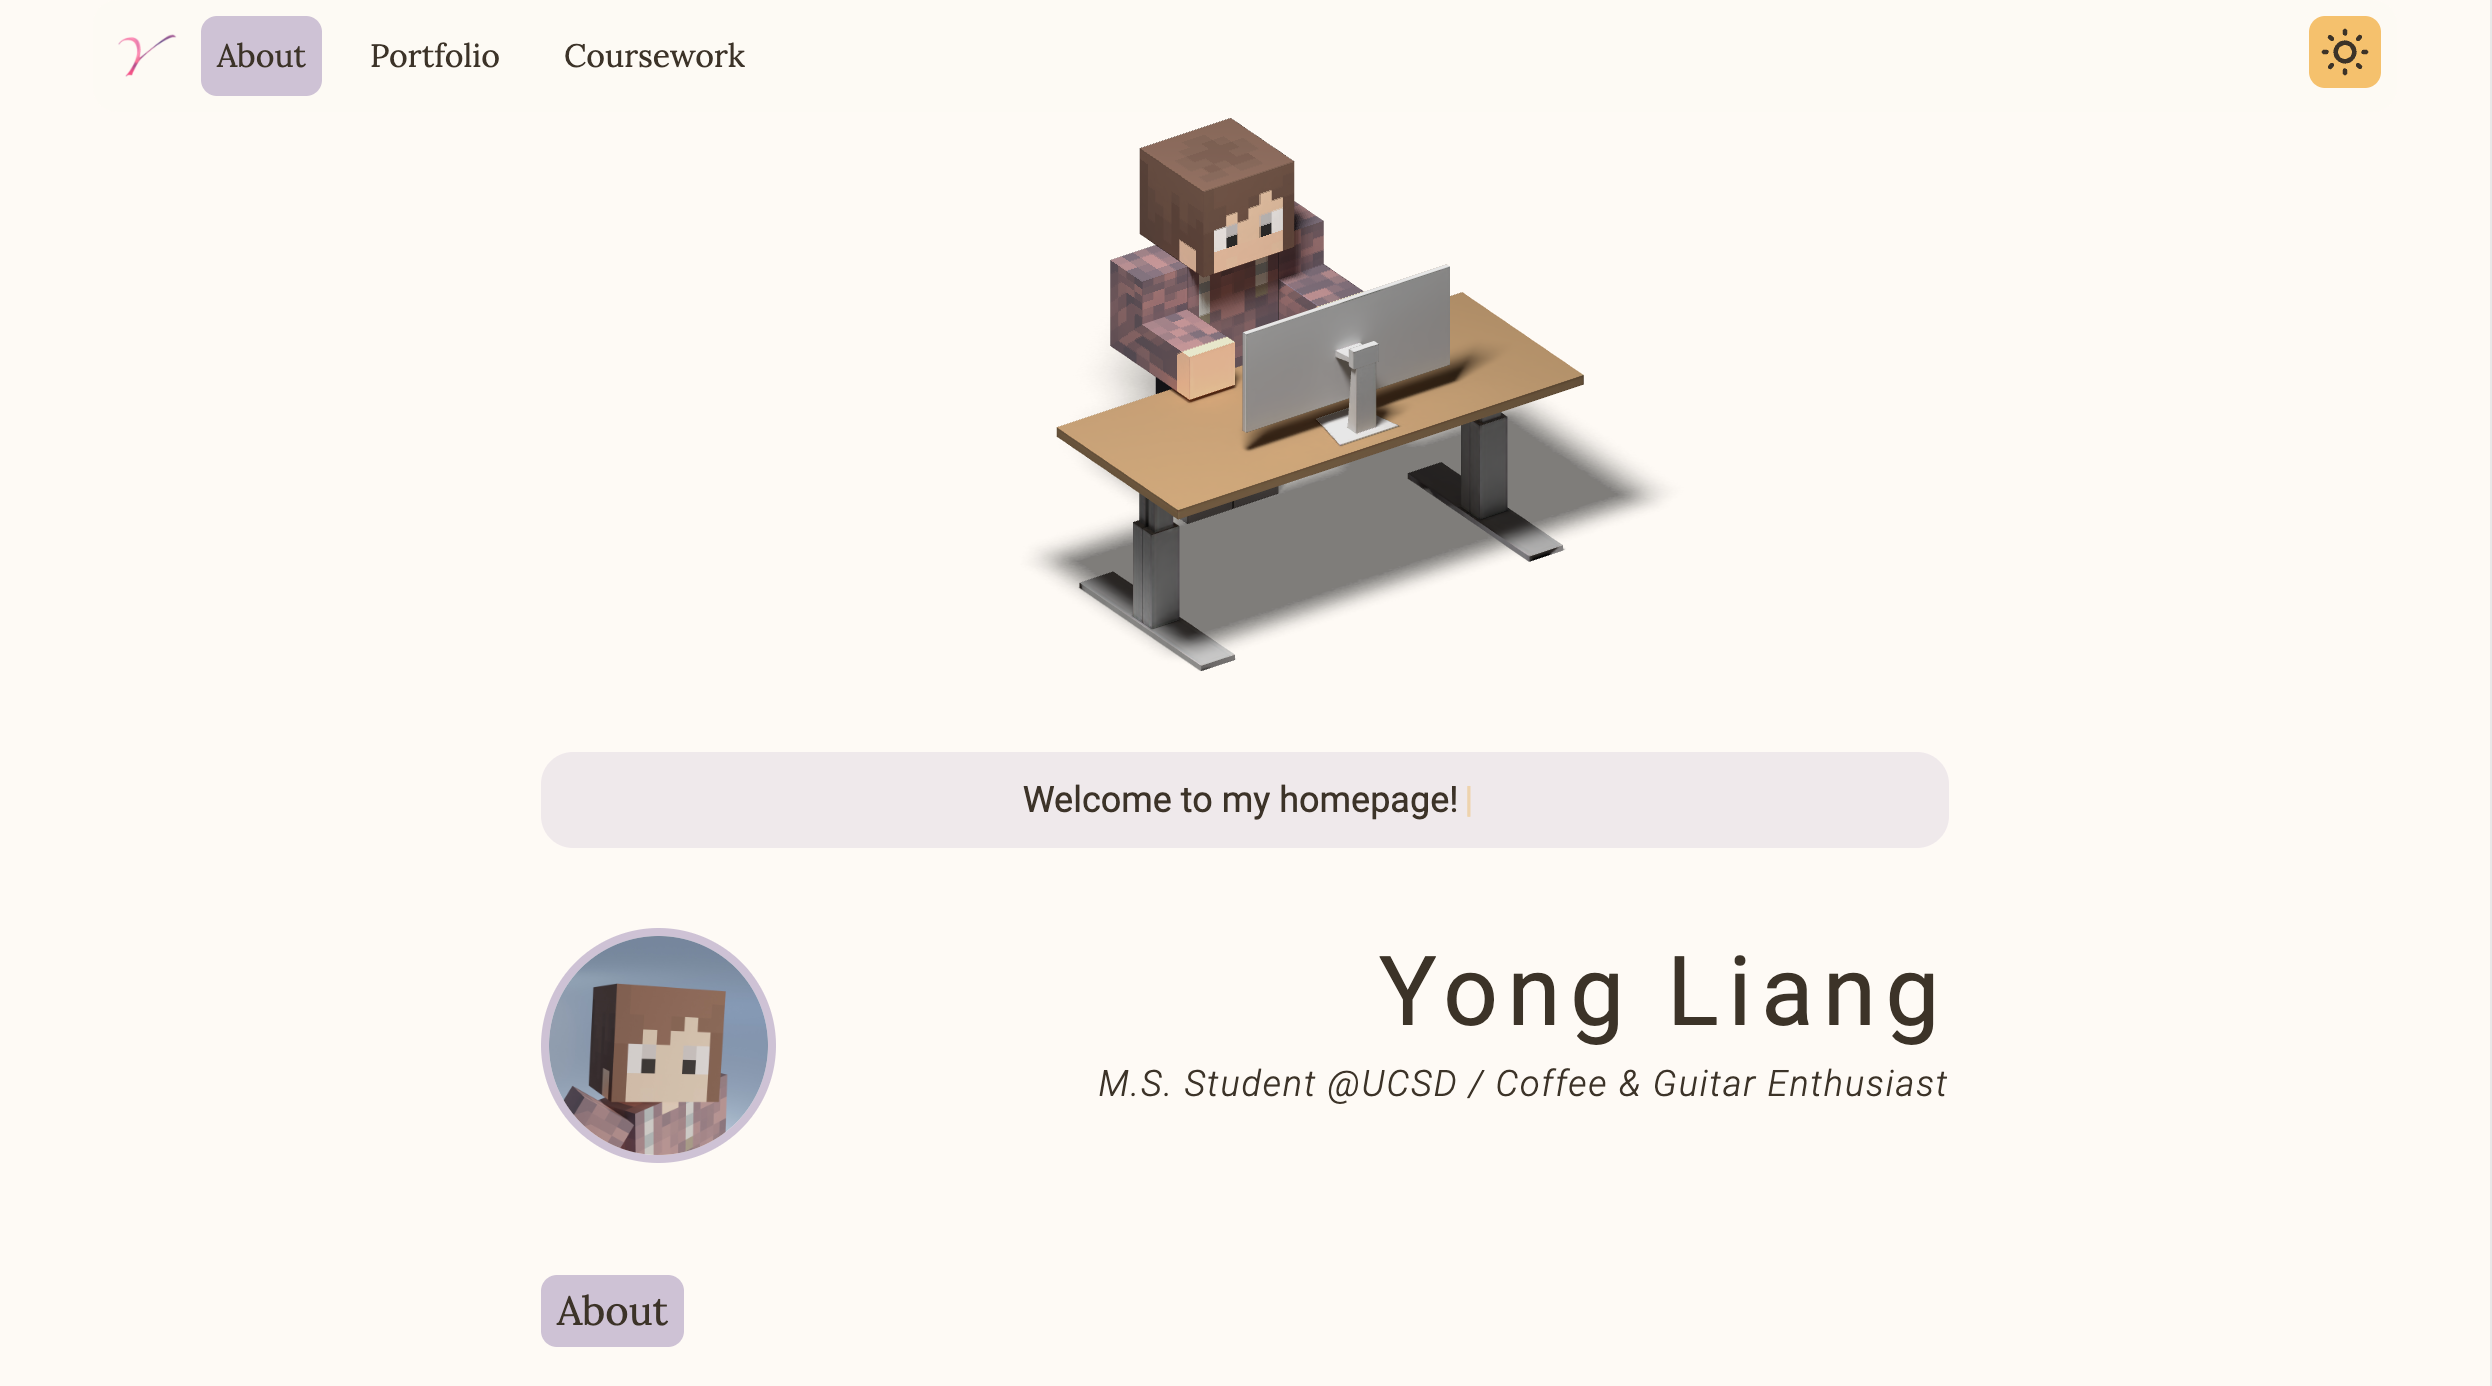 About Portfolio Coursework
Welcome to my homepage!
Yong Liang
M.S. Student @UCSD / Coffee & Guitar Enthusiast
About